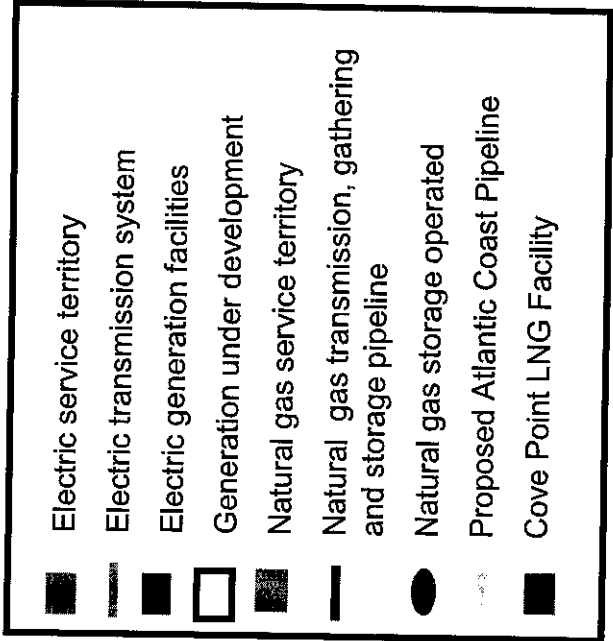 Electric service territory
Electric transmission system
Electric generation facilities
Generation under development
Natural gas service territory
Natural gas transmission, gathering
and storage pipeline
Natural gas storage operated
Proposed Atlantic Coast Pipeline
Cove Point LNG Facility